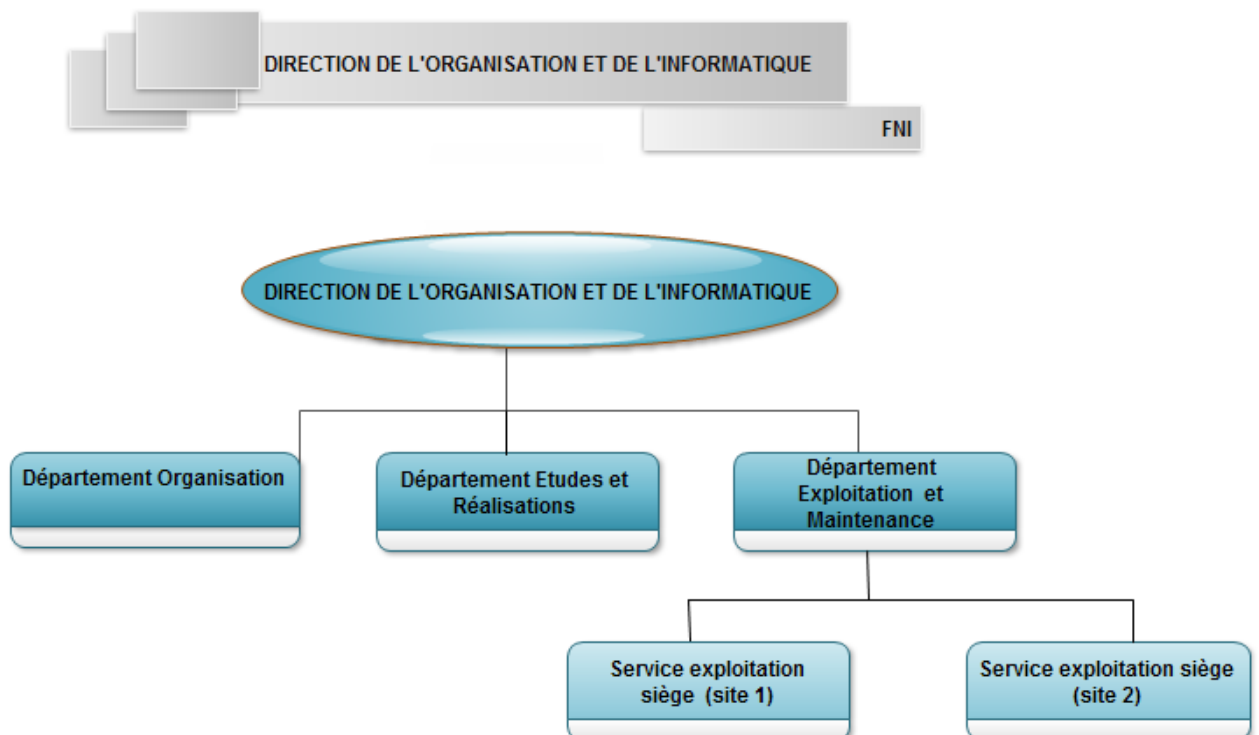 DIRECTION DE L'ORGANISATION ET DE L'INFORMATIQUE
FNI
DIRECTION DE L'ORGANISATION ET DE L'INFORMATIQUE
Département Organisation
Département Etudes et
Réalisations
Département
Exploitation et
Maintenance
Service exploitation
siège (site 1)
Service exploitation siège
(site 2)